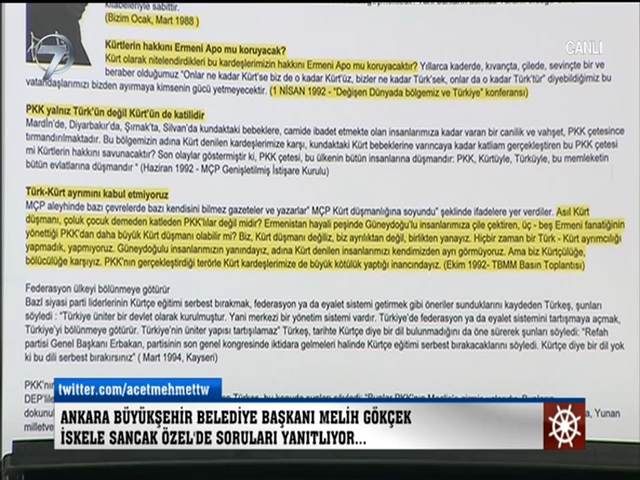 kitabeleriyle sabittir.
(Bizim Ocak, Mart 1988 )
7
CANLI
Kürtlerin hakkını Ermeni Apo mu koruyacak?
Kürt olarak nitelendirdikleri bu kardeşlerimizin hakkını Ermeni Apo mu koruyacaktır? Yıllarca kaderde, kıvançta, çilede, sevinçte bir ve
beraber olduğumuz "Onlar ne kadar Kürt'se biz de o kadar Kürt'üz, bizler ne kadar Türk'sek, onlar da o kadar Türk'tür" diyebildiğimiz bu
vatandaşlarımızı bizden ayırmaya kimsenin gücü yetmeyecektir. (1 NİSAN 1992 - "Değişen Dünyada bölgemiz ve Türkiye" konferansı)
PKK yalnız Türk'ün değil Kürt'ün de katilidir
Mardin'de, Diyarbakır'da, Şırnak'ta, Silvan'da kundaktaki bebeklere, camide ibadet etmekte olan insanlarımıza kadar varan bir canilik ve vahşet, PKK çetesince
tırmandırılmaktadır. Bu bölgemizin adına Kürt denilen kardeşlerimize karşı, kundaktaki Kürt bebeklerine varıncaya kadar katliam gerçekleştiren bu PKK çetesi
mi Kürtlerin hakkını savunacaktır? Son olaylar göstermiştir ki, PKK çetesi, bu ülkenin bütün insanlarına düşmandır: PKK, Kürtüyle, Türküyle, bu memleketin
bütün evlatlarına düşmandır" (Haziran 1992 - MÇP Genişletilmiş İstişare Kurulu)
Türk-Kürt ayrımını kabul etmiyoruz
MÇP aleyhinde bazı çevrelerde bazı kendisini bilmez gazeteler ve yazarlar" MÇP Kürt düşmanlığına soyundu" şeklinde ifadelere yer verdiler. Asıl Kürt
düşmanı, çoluk çocuk demeden katleden PKK'lılar değil midir? Ermenistan hayali peşinde Güneydoğu'lu insanlarımıza çile çektiren, üç - beş Ermeni fanatiğinin
yönettiği PKK'dan daha büyük Kürt düşmanı olabilir mi? Biz, Kürt düşmanı değiliz, biz ayrılıktan değil, birlikten yanayız. Hiçbir zaman bir Türk - Kürt ayrımcılığı
yapmadık, yapmıyoruz. Güneydoğulu insanlarımızın yanındayız, adına Kürt denilen insanlarımızı kendimizden ayrı görmüyoruz. Ama biz Kürtçülüğe,
bölücülüğe karşıyız. PKK'nın gerçekleştirdiği terörle Kürt kardeşlerimize de büyük kötülük yaptığı inancındayız. (Ekim 1992- TBMM Basın Toplantısı)
Federasyon ülkeyi bölünmeye götürür
Bazı siyasi parti liderlerinin Kürtçe eğitimi serbest bırakmak, federasyon ya da eyalet sistemi getirmek gibi öneriler sunduklarını kaydeden Türkeş, şunları
söyledi : "Türkiye üniter bir devlet olarak kurulmuştur. Yani merkezi bir yönetim sistemi vardır. Türkiye'de federasyon ya da eyalet sistemini tartışmaya açmak,
Türkiye'yi bölünmeye götürür. Türkiye'nin üniter yapısı tartışılamaz" Türkeş, tarihte Kürtçe diye bir dil bulunmadığını da öne sürerek şunları söyledi: "Refah
partisi Genel Başkanı Erbakan, partisinin son genel kongresinde iktidara gelmeleri halinde Kürtçe eğitimi serbest bırakacaklarını söyledi. Kürtçe diye bir dil yok
ki bu dili serbest bırakırsınız" ( Mart 1994, Kayseri)
PKK'nın
DEP'liler
dokunul
milletve
Yunan
twitter.com/acetmehmettw
ANKARA BÜYÜKŞEHİR BELEDİYE BAŞKANI MELİH GÖKÇEK
İSKELE SANCAK ÖZEL'DE SORULARI YANITLIYOR...